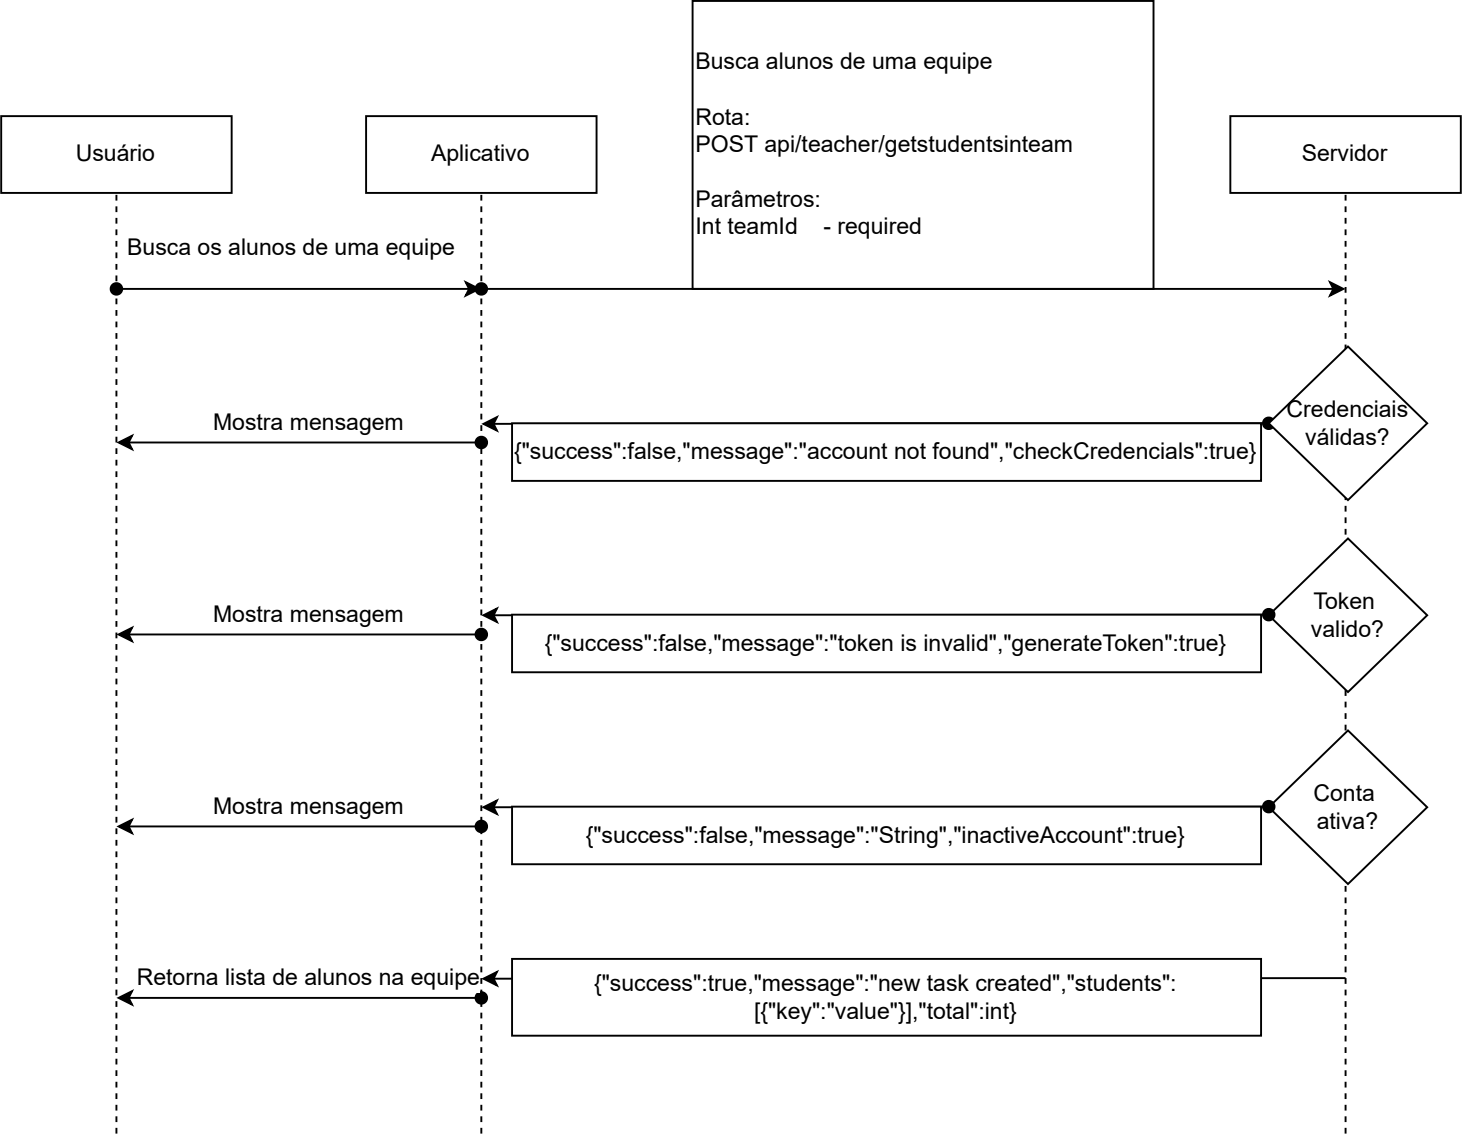 Busca alunos de uma equipe
Rota:
POST api/teacher/getstudentsinteam
Parâmetros:
Int teamId    - required
Usuário
Aplicativo
Servidor
Busca os alunos de uma equipe
Credenciais
válidas?
Mostra mensagem
{"success":false,"message":"account not found","checkCredencials":true}
Token
valido?
Mostra mensagem
{"success":false,"message":"token is invalid","generateToken":true}
Conta
ativa?
Mostra mensagem
{"success":false,"message":"String","inactiveAccount":true}
Retorna lista de alunos na equipe
{"success":true,"message":"new task created","students":
[{"key":"value"}],"total":int}